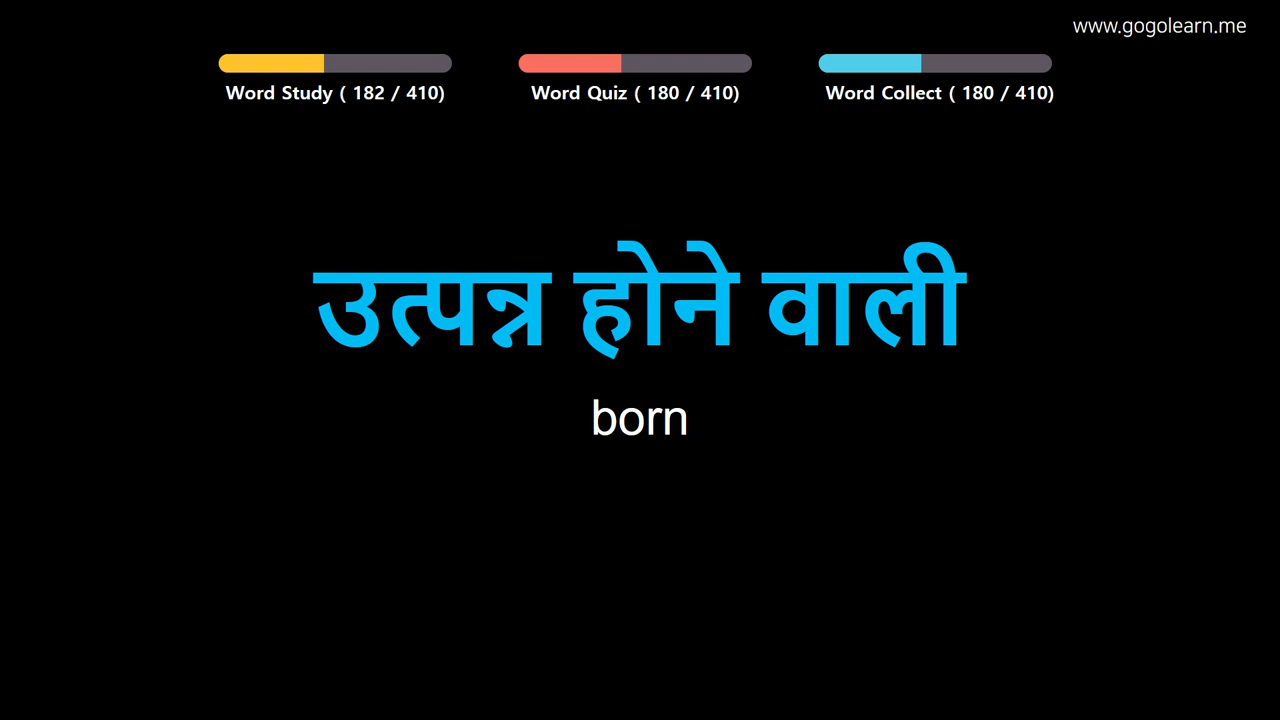 www.gogolearn.me
Word Study ( 182 / 410)
Word Quiz ( 180 / 410)
Word Collect ( 180 / 410)
उत्पन्न होने वाली
born